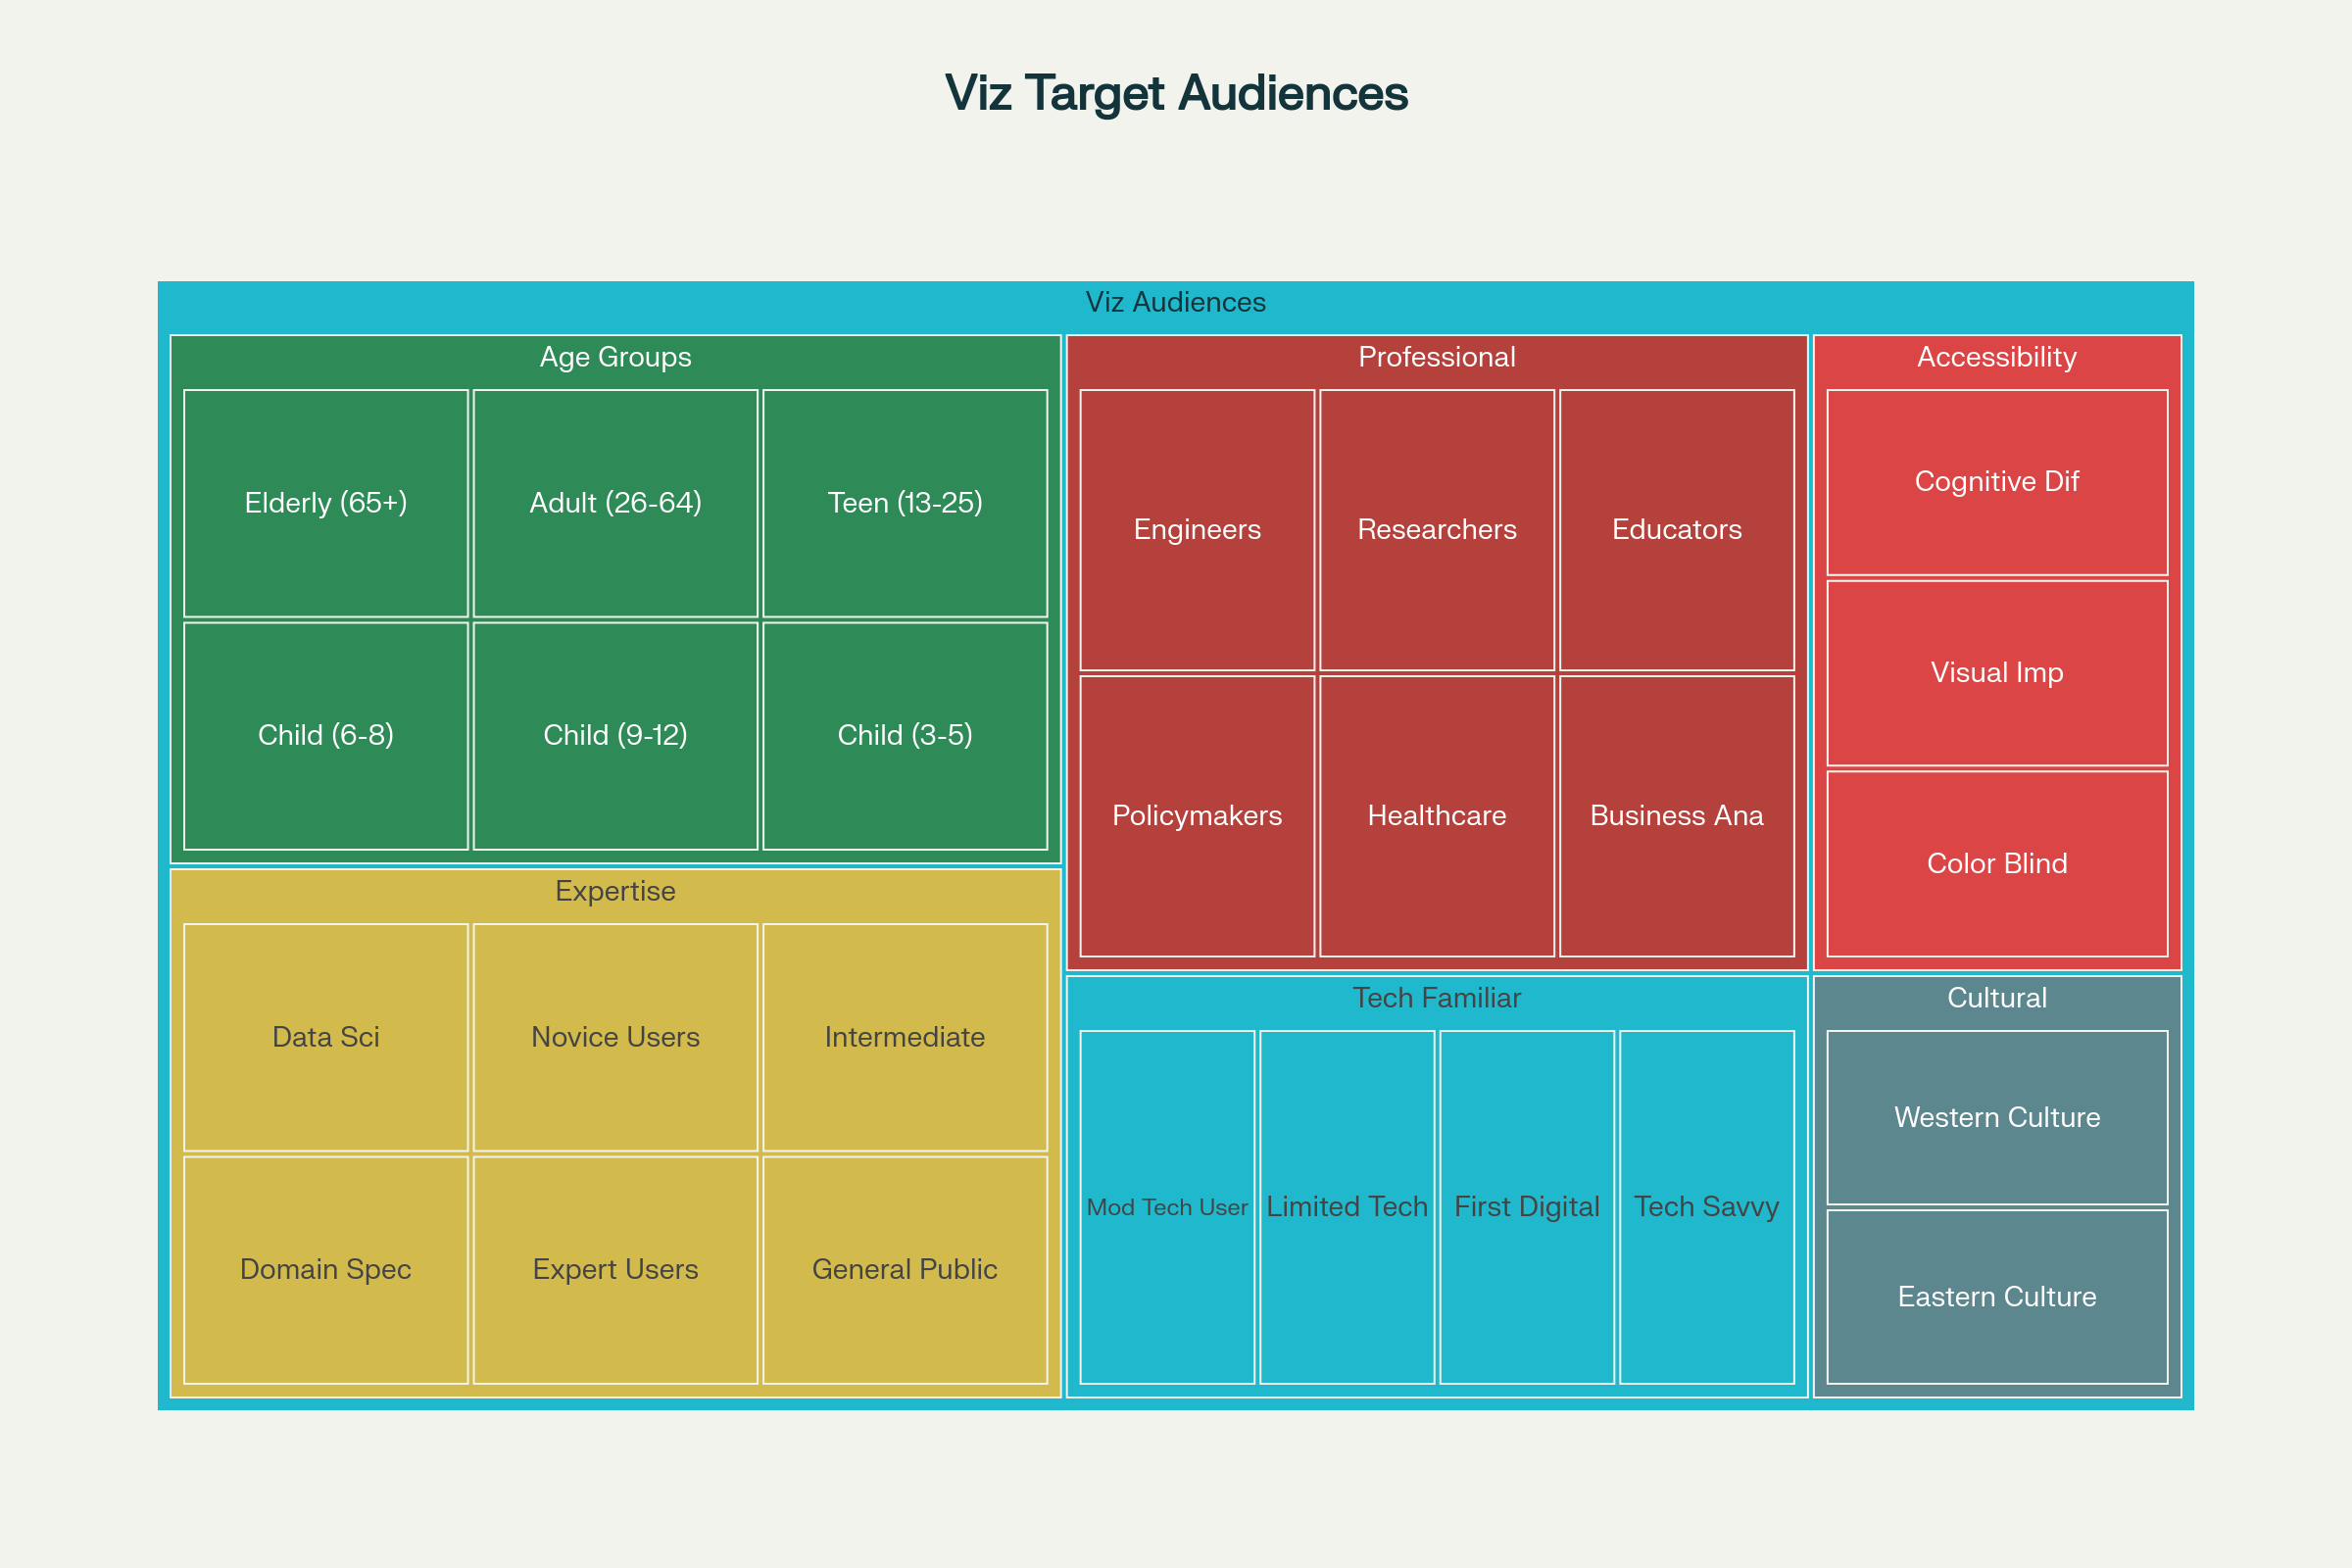 Viz Target Audiences
Viz Audiences
Age Groups
Elderly (65+)
Adult (26-64)
Teen (13-25)
Child (6-8)
Child (9-12)
Child (3-5)
Expertise
Data Sci
Novice Users
Intermediate
Domain Spec
Expert Users
General Public
Professional
Engineers
Researchers
Educators
Policymakers
Healthcare
Business Ana
Tech Familiar
Mod Tech User
Limited Tech
First Digital
Tech Savvy
Accessibility
Cognitive Dif
Visual Imp
Color Blind
Cultural
Western Culture
Eastern Culture